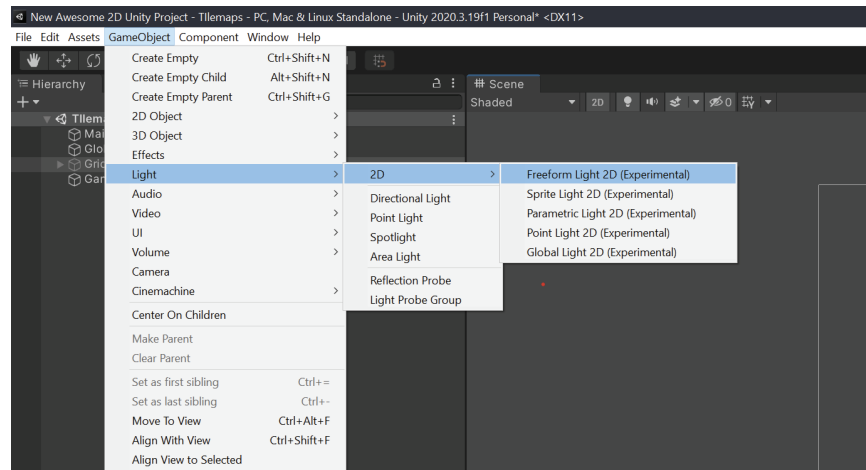 New Awesome 2D Unity Project - TIlemaps - PC, Mac & Linux Standalone - Unity 2020.3.19f1 Personal* <DX11>
File Edit Assets GameObject Component Window Help
Hierarchy
Scene
Shaded
2D
0
TIlem
Mai
Glo
Gri
Gar
Create Empty Ctrl+Shift+N
Create Empty Child Alt+Shift+N
Create Empty Parent Ctrl+Shift+G
2D Object
3D Object
Effects
Light
Audio
Video
UI
Volume
Camera
Cinemachine
Center On Children
Make Parent
Clear Parent
Set as first sibling Ctrl+=
Set as last sibling Ctrl+-
Move To View Ctrl+Alt+F
Align With View Ctrl+Shift+F
Align View to Selected
2D
Directional Light
Point Light
Spotlight
Area Light
Reflection Probe
Light Probe Group
Freeform Light 2D (Experimental)
Sprite Light 2D (Experimental)
Parametric Light 2D (Experimental)
Point Light 2D (Experimental)
Global Light 2D (Experimental)